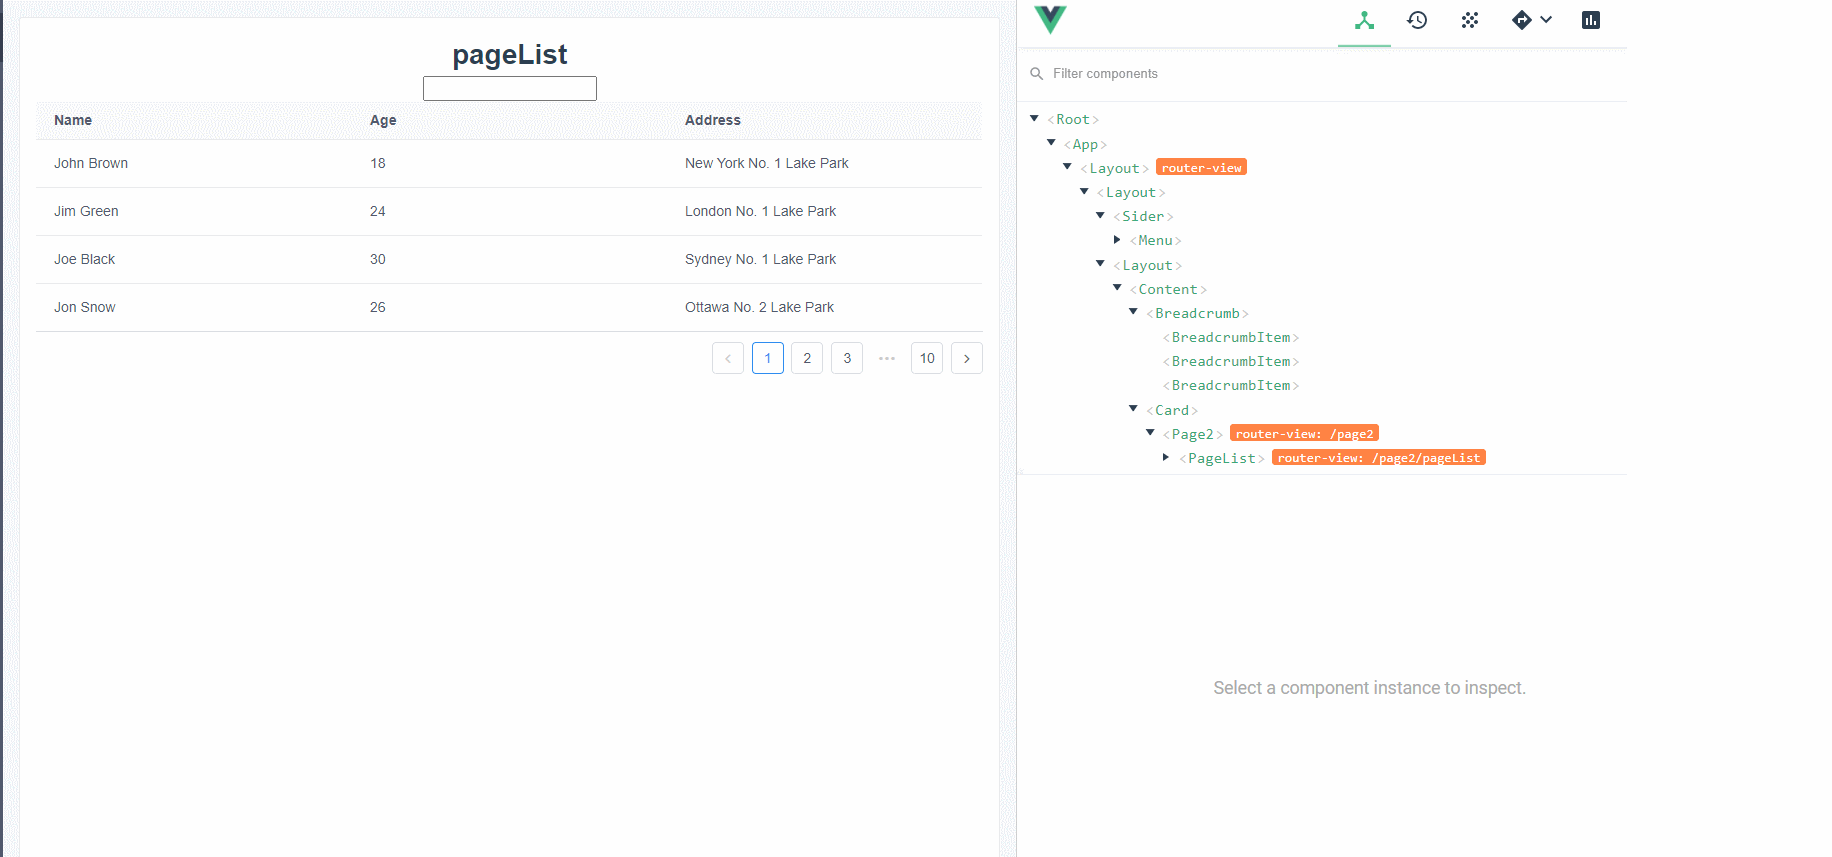 pageList
Name Age Address
John Brown 18 New York No. 1 Lake Park
Jim Green 24 London No. 1 Lake Park
Joe Black 30 Sydney No. 1 Lake Park
Jon Snow 26 Ottawa No. 2 Lake Park
< 1 2 3 ••• 10 >
Filter components
<Root>
<App>
<Layout> router-view
<Layout>
<Sider>
<Menu>
<Layout>
<Content>
<Breadcrumb>
<BreadcrumbItem>
<BreadcrumbItem>
<BreadcrumbItem>
<Card>
<Page2> router-view: /page2
<PageList> router-view: /page2/pageList
Select a component instance to inspect.